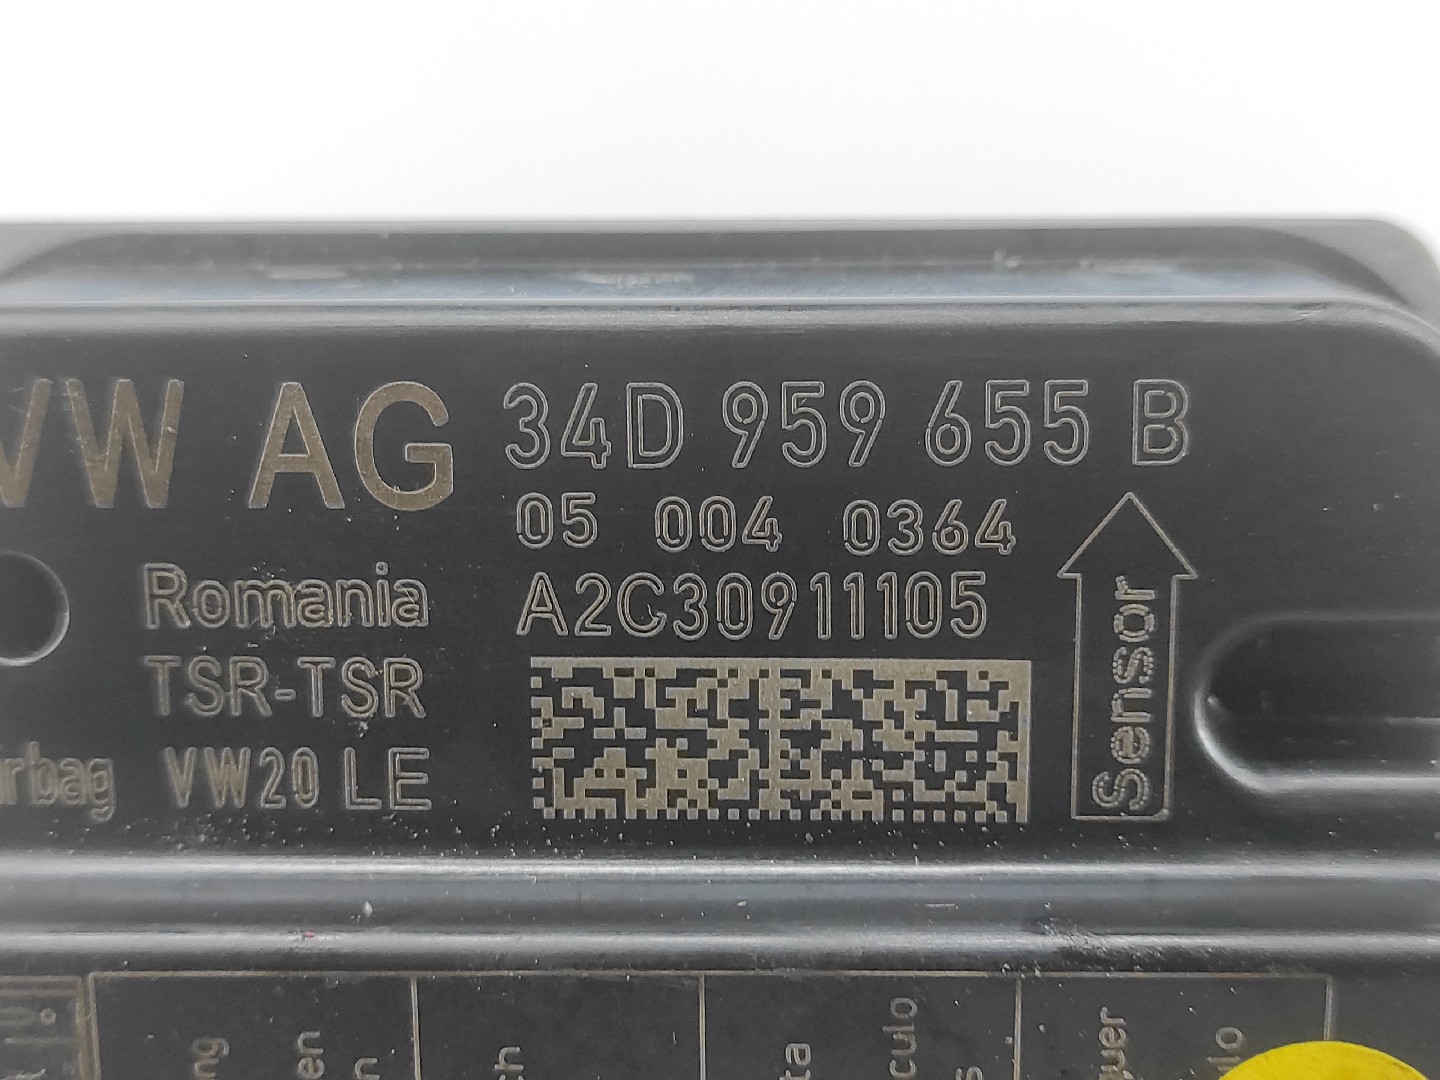 VW AG 34D 959 655 B
05 004 0364
Romania A2C30911105
TSR-TSR
VW20 LE
Sensor